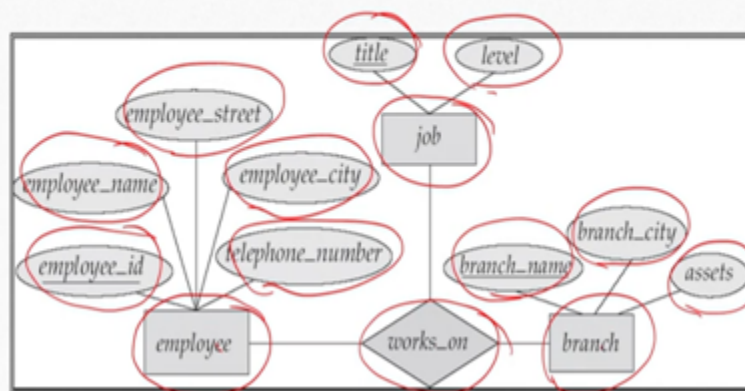 title
level
employee_street
job
employee_name
employee_city
branch_city
employee_id
telephone_number
branch_name
assets
employee
works_on
branch